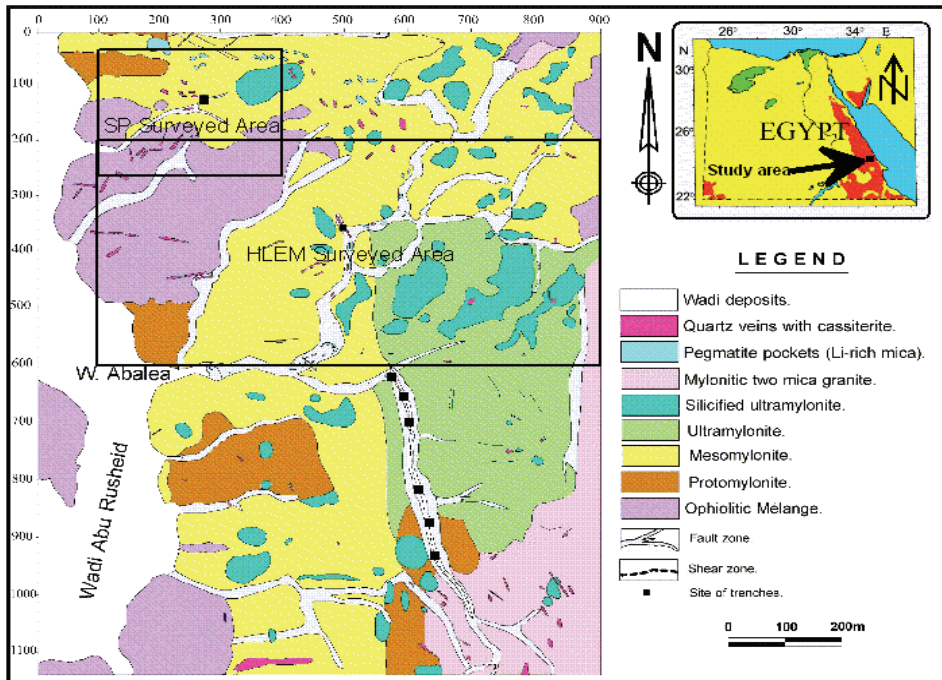 0 100 200 300 400 500 600 700 800 900
0
100
200
300
400
500
600
700
800
900
1000
1100
SP Surveyed Area
HLEM Surveyed Area
W. Abalea
Wadi Abu Rusheid
N
26° 30° 34° E
N
30°
26°
22°
EGYPT
Study area
N
LEGEND
Wadi deposits.
Quartz veins with cassiterite.
Pegmatite pockets (Li-rich mica).
Mylonitic two mica granite.
Silicified ultramylonite.
Ultramylonite.
Mesomylonite.
Protomylonite.
Ophiolitic Mélange.
Fault zone
Shear zone.
Site of trenches.
0 100 200m